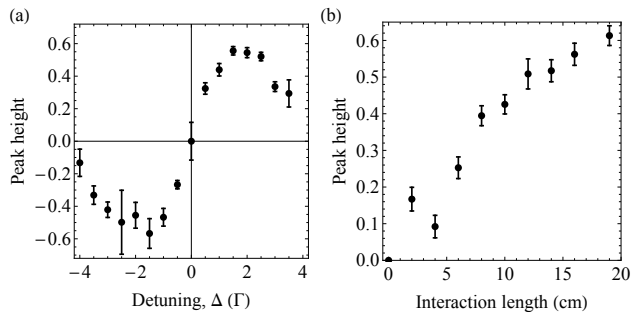 (a)
Peak height
0.6
0.4
0.2
0.0
−0.2
−0.4
−0.6
−4 −2 0 2 4
Detuning, Δ (Γ)
(b)
Peak height
0.6
0.5
0.4
0.3
0.2
0.1
0.0
0 5 10 15 20
Interaction length (cm)